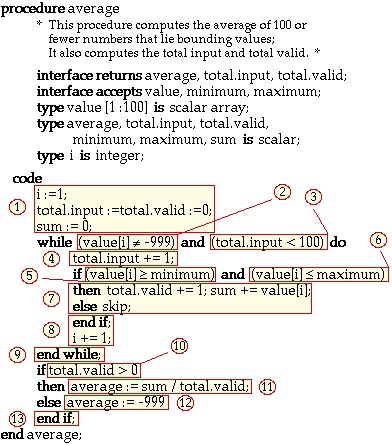 procedure average
* This procedure computes the average of 100 or
fewer numbers that lie bounding values;
It also computes the total input and total valid. *
interface returns average, total.input, total.valid;
interface accepts value, minimum, maximum;
type value [1 :100] is scalar array;
type average, total.input, total.valid,
minimum, maximum, sum is scalar;
type i is integer;
code
i :=1;
1 total.input :=total.valid :=0;
2
3
sum := 0;
while (value[i] ≠ -999) and (total.input < 100) do
4 total.input += 1;
6
5 if (value[i] ≥ minimum) and (value[i] ≤ maximum)
7 then total.valid += 1; sum += value[i];
else skip;
8 end if;
i += 1;
9 end while;
10
if total.valid > 0
then average := sum / total.valid; 11
else average := -999 12
13 end if;
end average;